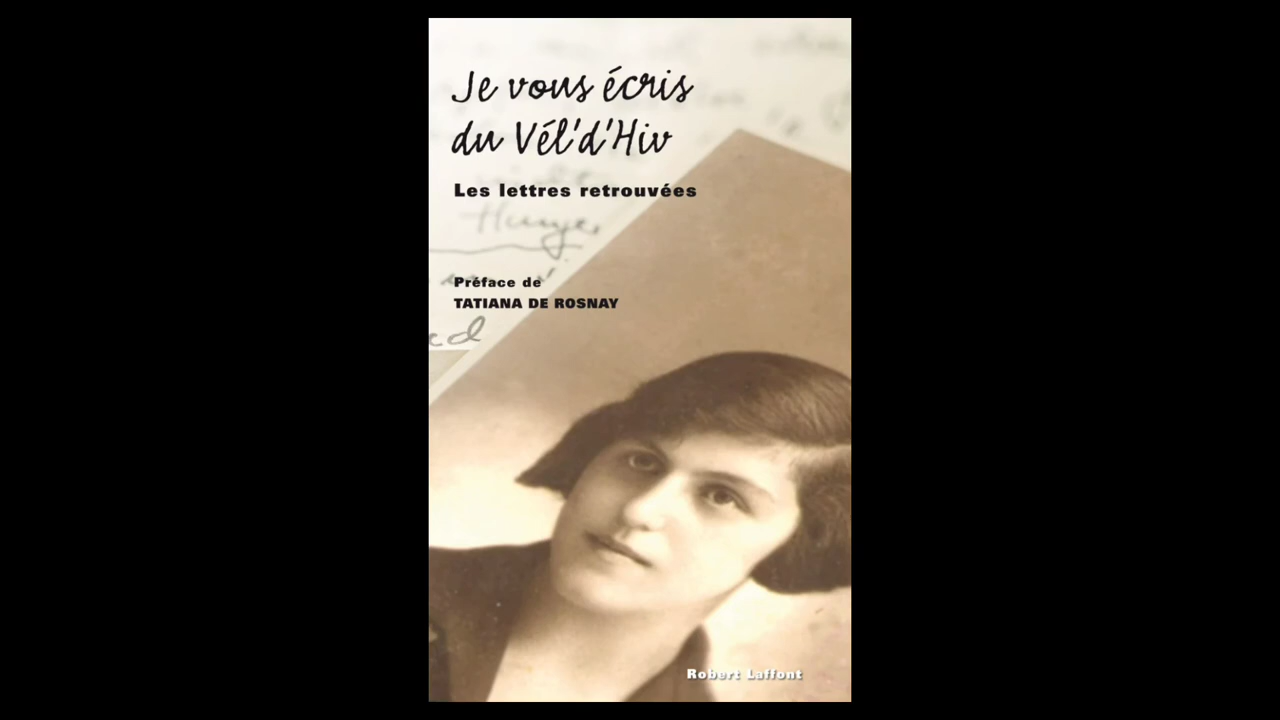 Je vous écris
du Vél'd'Hiv
Les lettres retrouvées
Préface de
TATIANA DE ROSNAY
Robert Laffont